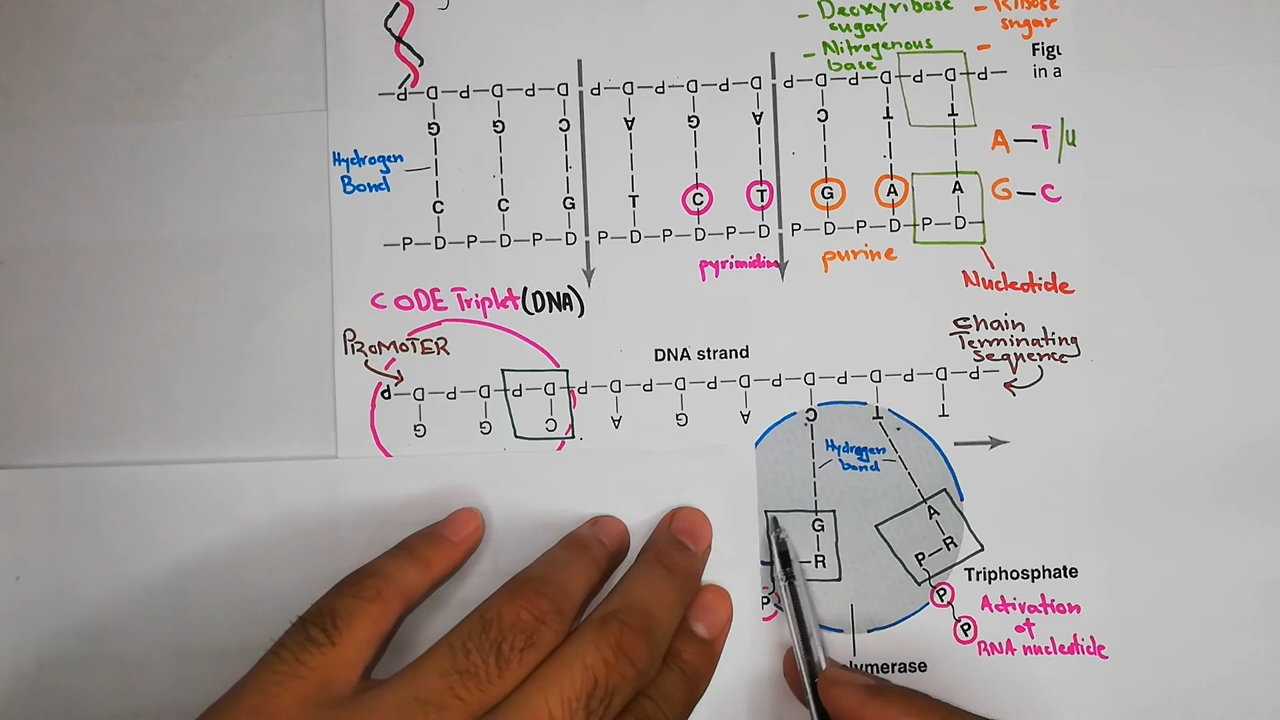 - Deoxyribose
sugar
- Nitrogenous
base
- Ribose
sugar
-
Figu
in a
-P-D-P-D-P-D P-D-P-D-P-D P-D-P-D-P-D-P-
G G C A G A C T T
A-T/U
Hydrogen
Bond
G-C
C C G T C T G A A
-P-D-P-D-P-D P-D-P-D-P-D P-D-P-D-P-D-
pyrimidin
purine
Nucleotide
CODE Triplet (DNA)
PROMOTER
Chain
Terminating
Sequence
DNA strand
P-D-P-D-P-D-P-D-P-D-P-D-P-D-P-D-P-D-P-
G G C A G A C T T
Hydrogen
bond
G A
-R P-R
P P
P
Triphosphate
Activation
of
RNA nucleotide
lymerase